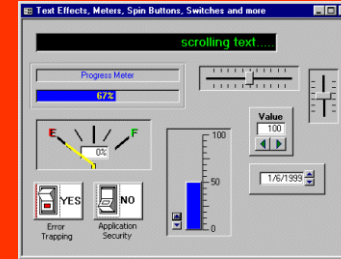 Text Effects, Meters, Spin Buttons, Switches and more
scrolling text.....
Progress Meter
67%
E F
0%
Value
100
100
50
0
1/6/1999
YES
NO
Error
Trapping
Application
Security